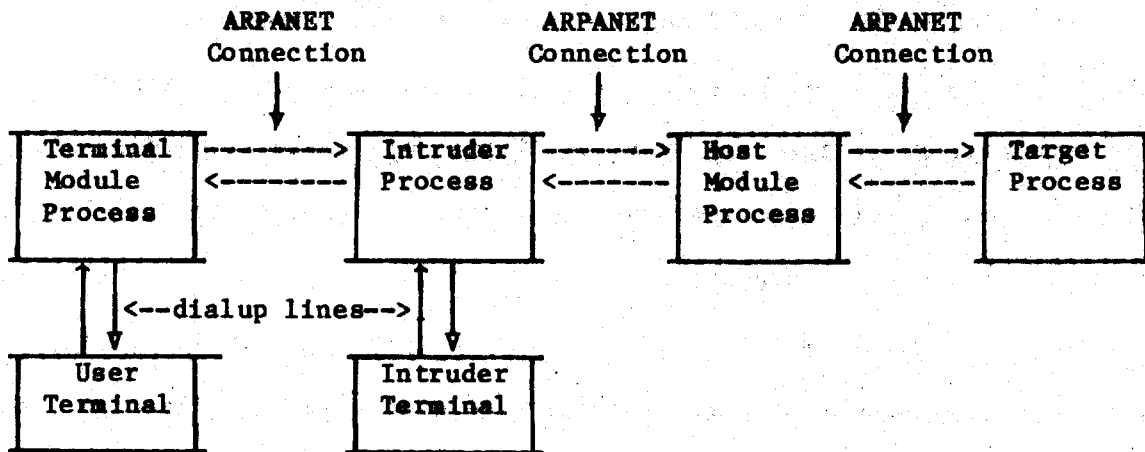 ARPANET ARPANET ARPANET
Connection Connection Connection
Terminal -------> Intruder -------> Host -------> Target
Module <------- Process <------- Module <------- Process
Process Process
<--dialup lines-->
User Intruder
Terminal Terminal